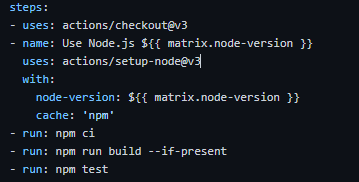 steps:
- uses: actions/checkout@v3
- name: Use Node.js ${{ matrix.node-version }}
  uses: actions/setup-node@v3
  with:
    node-version: ${{ matrix.node-version }}
    cache: 'npm'
- run: npm ci
- run: npm run build --if-present
- run: npm test